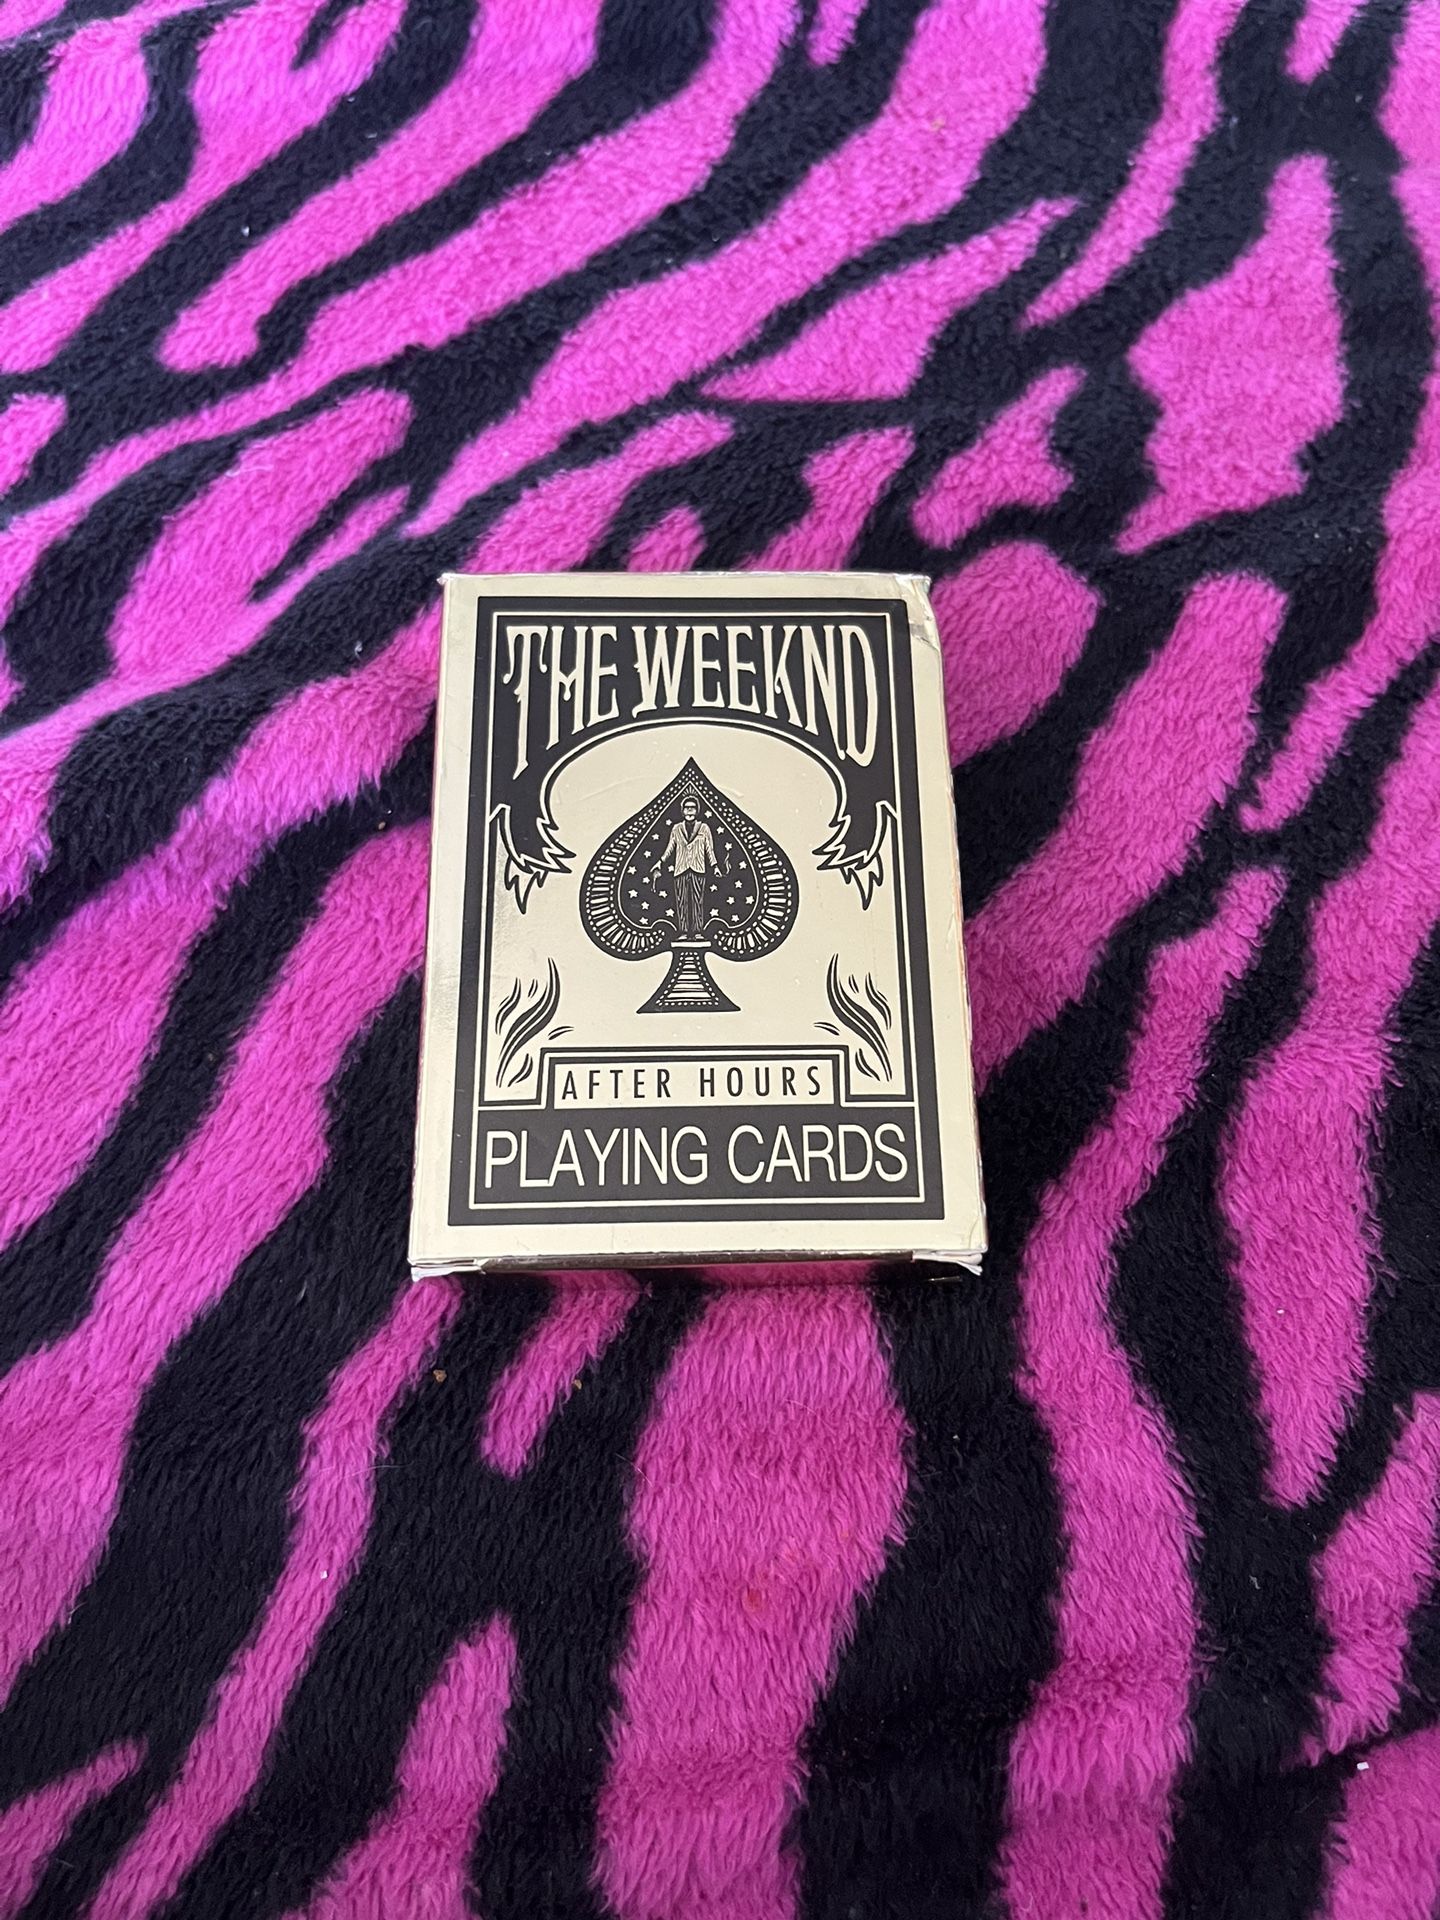 THE WEEKND
AFTER HOURS
PLAYING CARDS